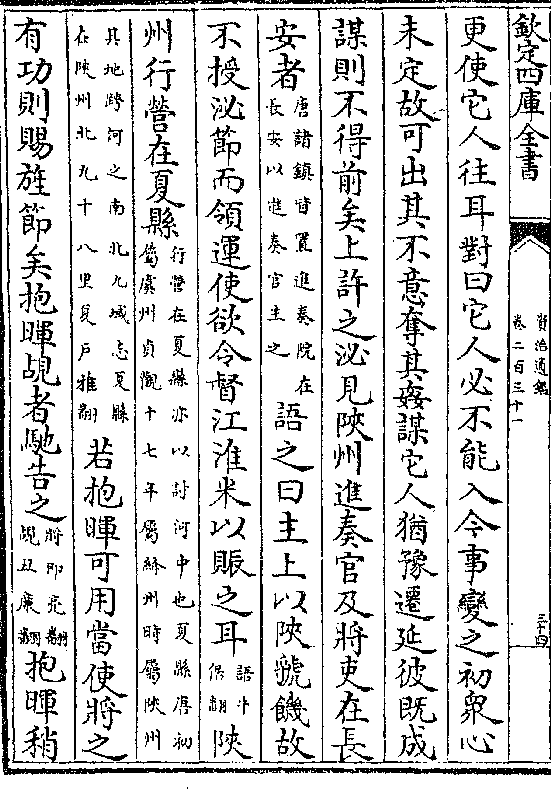 欽定四庫全書
資治通鑑
卷二百三十一
三十四
更使它人往耳對曰它人必不能入今事變之初衆心
未定故可出其不意奪其姦謀它人猶豫遷延彼既成
謀則不得前矣上許之泌見陜州進奏官及將吏在長
安者唐諸鎮皆置進奏院在長安以進奏官主之語之曰主上以陜虢饑故
不授泌節而領運使欲令督江淮米以賑之耳語牛倨翻陜
州行營在夏縣行營在夏縣亦以討河中也夏縣唐初屬虞州貞觀十七年屬絳州時屬陜州
其地跨河之南北九域志夏縣在陜州北九十八里夏戶雅翻若抱暉可用當使將之
有功則賜旌節矣抱暉覘者馳告之將即亮翻覘丑廉翻抱暉稍